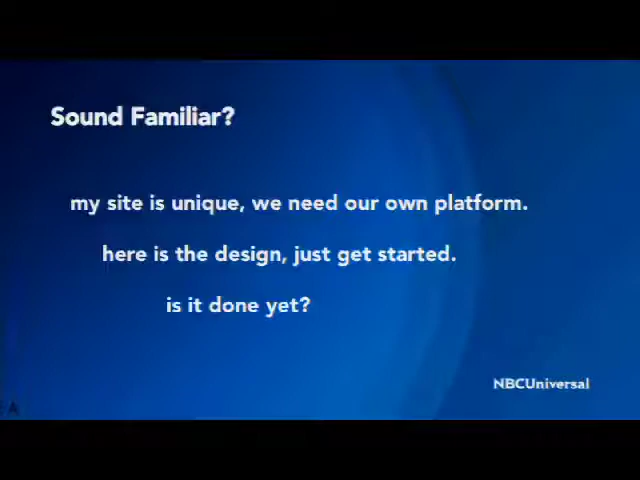 Sound Familiar?
my site is unique, we need our own platform.
here is the design, just get started.
is it done yet?
NBCUniversal